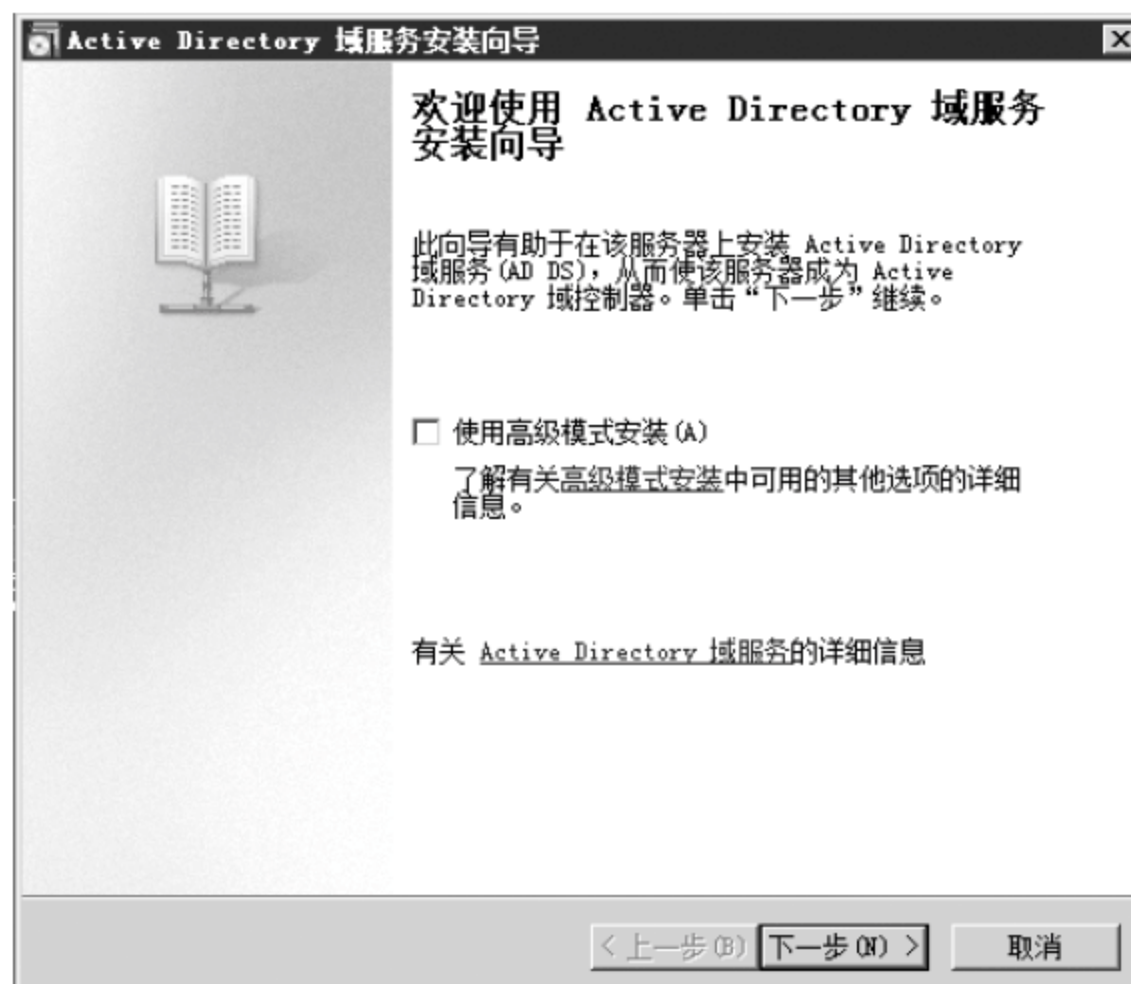 Active Directory 域服务安装向导
欢迎使用 Active Directory 域服务
安装向导
此向导有助于在该服务器上安装 Active Directory
域服务(AD DS)，从而使该服务器成为 Active
Directory 域控制器。单击“下一步”继续。
使用高级模式安装(A)
了解有关高级模式安装中可用的其他选项的详细
信息。
有关 Active Directory 域服务的详细信息
< 上一步(B) 下一步(N) > 取消